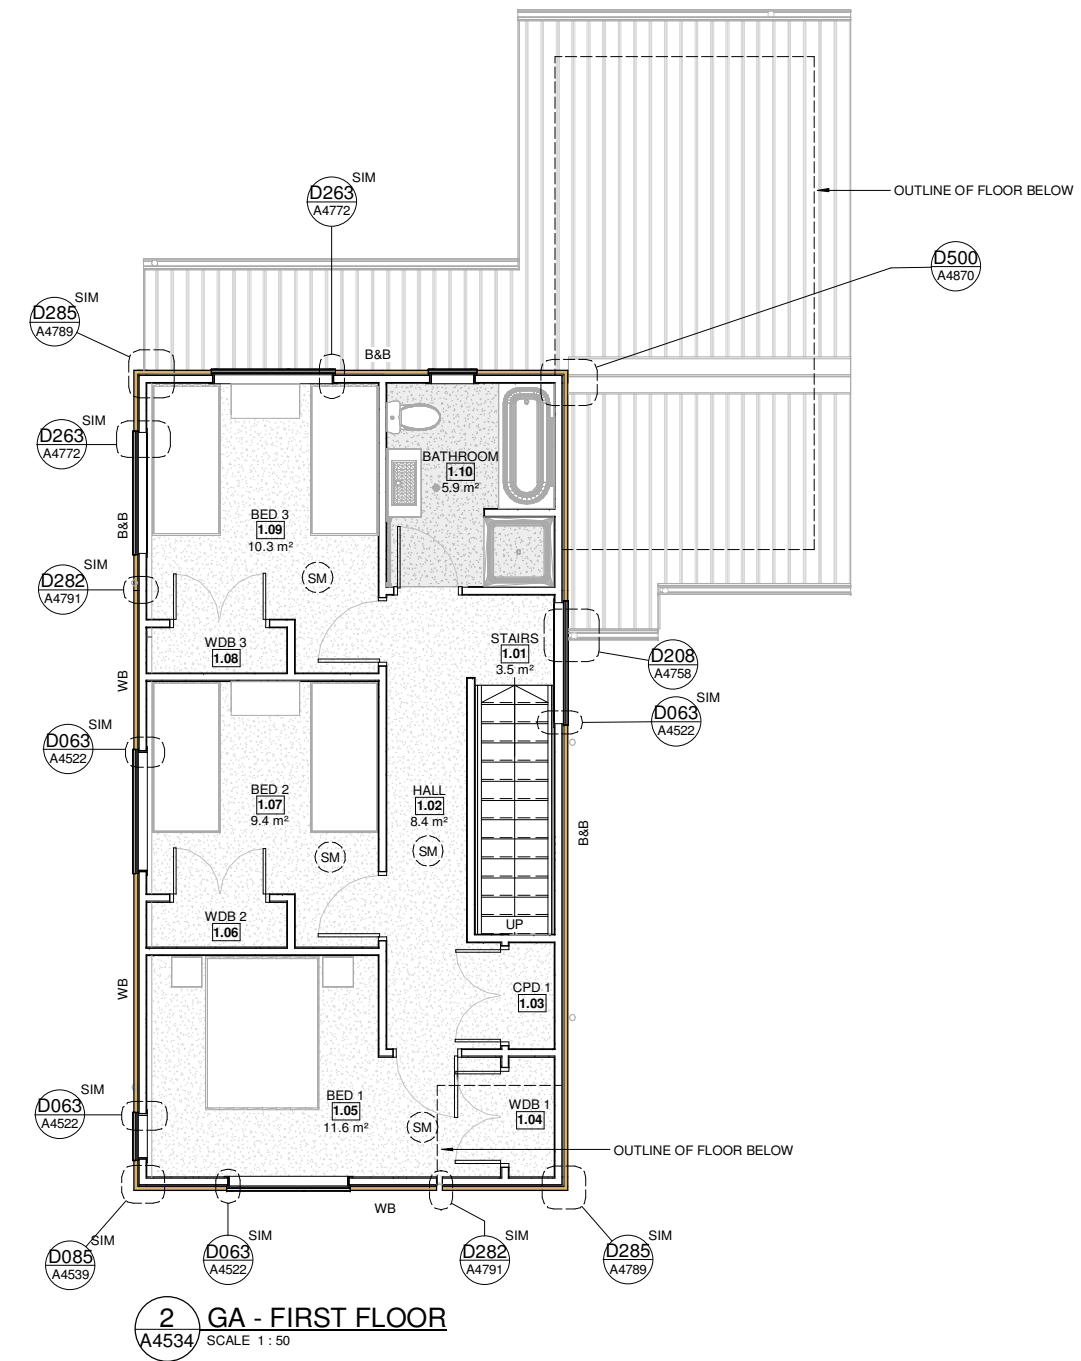 SIM
D263
A4772
OUTLINE OF FLOOR BELOW
D500
A4870
SIM
D285
A4789
B&B
SIM
D263
A4772
BATHROOM
1.10
5.9 m²
BED 3
1.09
10.3 m²
B&B
SIM
D282
A4791
SM
WDB 3
1.08
STAIRS
1.01
3.5 m²
D208
A4758
WB
SIM
D063
A4522
SIM
D063
A4522
BED 2
1.07
9.4 m²
HALL
1.02
8.4 m²
SM
SM
B&B
WDB 2
1.06
UP
WB
CPD 1
1.03
SIM
D063
A4522
BED 1
1.05
11.6 m²
SM
WDB 1
1.04
OUTLINE OF FLOOR BELOW
WB
SIM
D085
A4539
SIM
D063
A4522
SIM
D282
A4791
SIM
D285
A4789
2
A4534
GA - FIRST FLOOR
SCALE 1 : 50